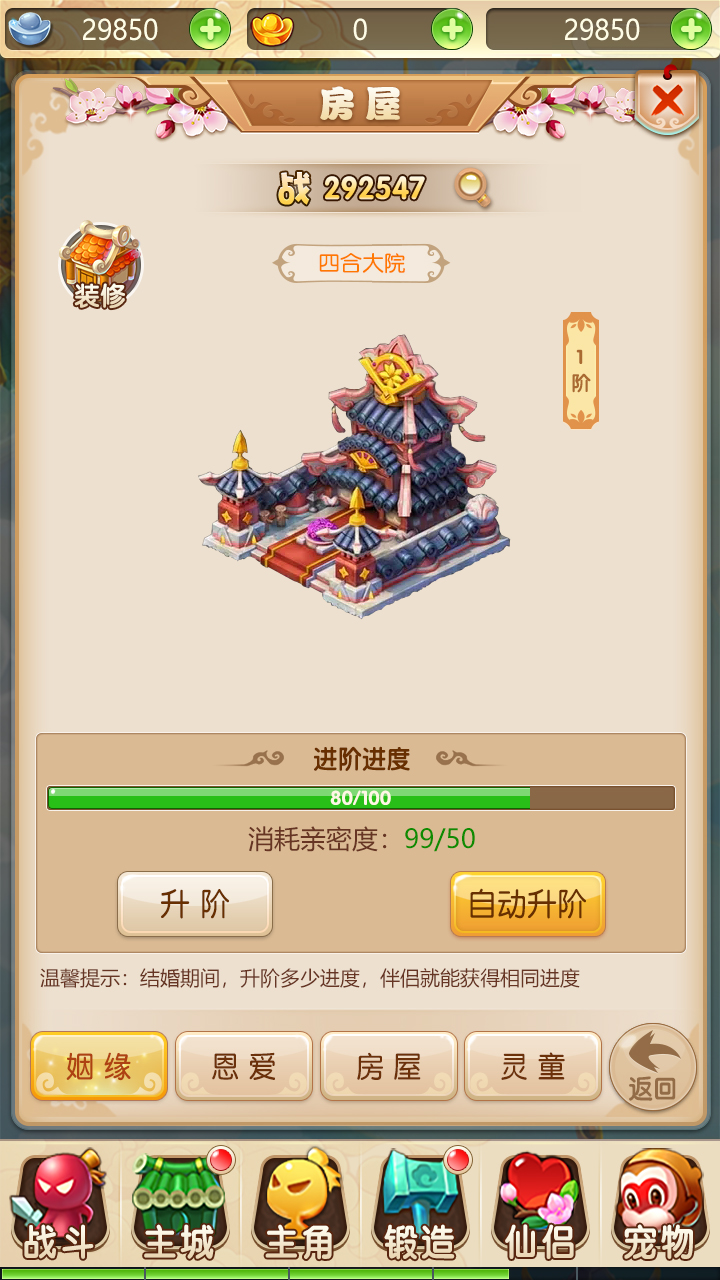 29850 0 29850
房屋
战 292547
装修
四合大院
1阶
进阶进度
80/100
消耗亲密度：99/50
升阶 自动升阶
温馨提示：结婚期间，升阶多少进度，伴侣就能获得相同进度
姻缘 恩爱 房屋 灵童 返回
战斗 主城 主角 锻造 仙侣 宠物